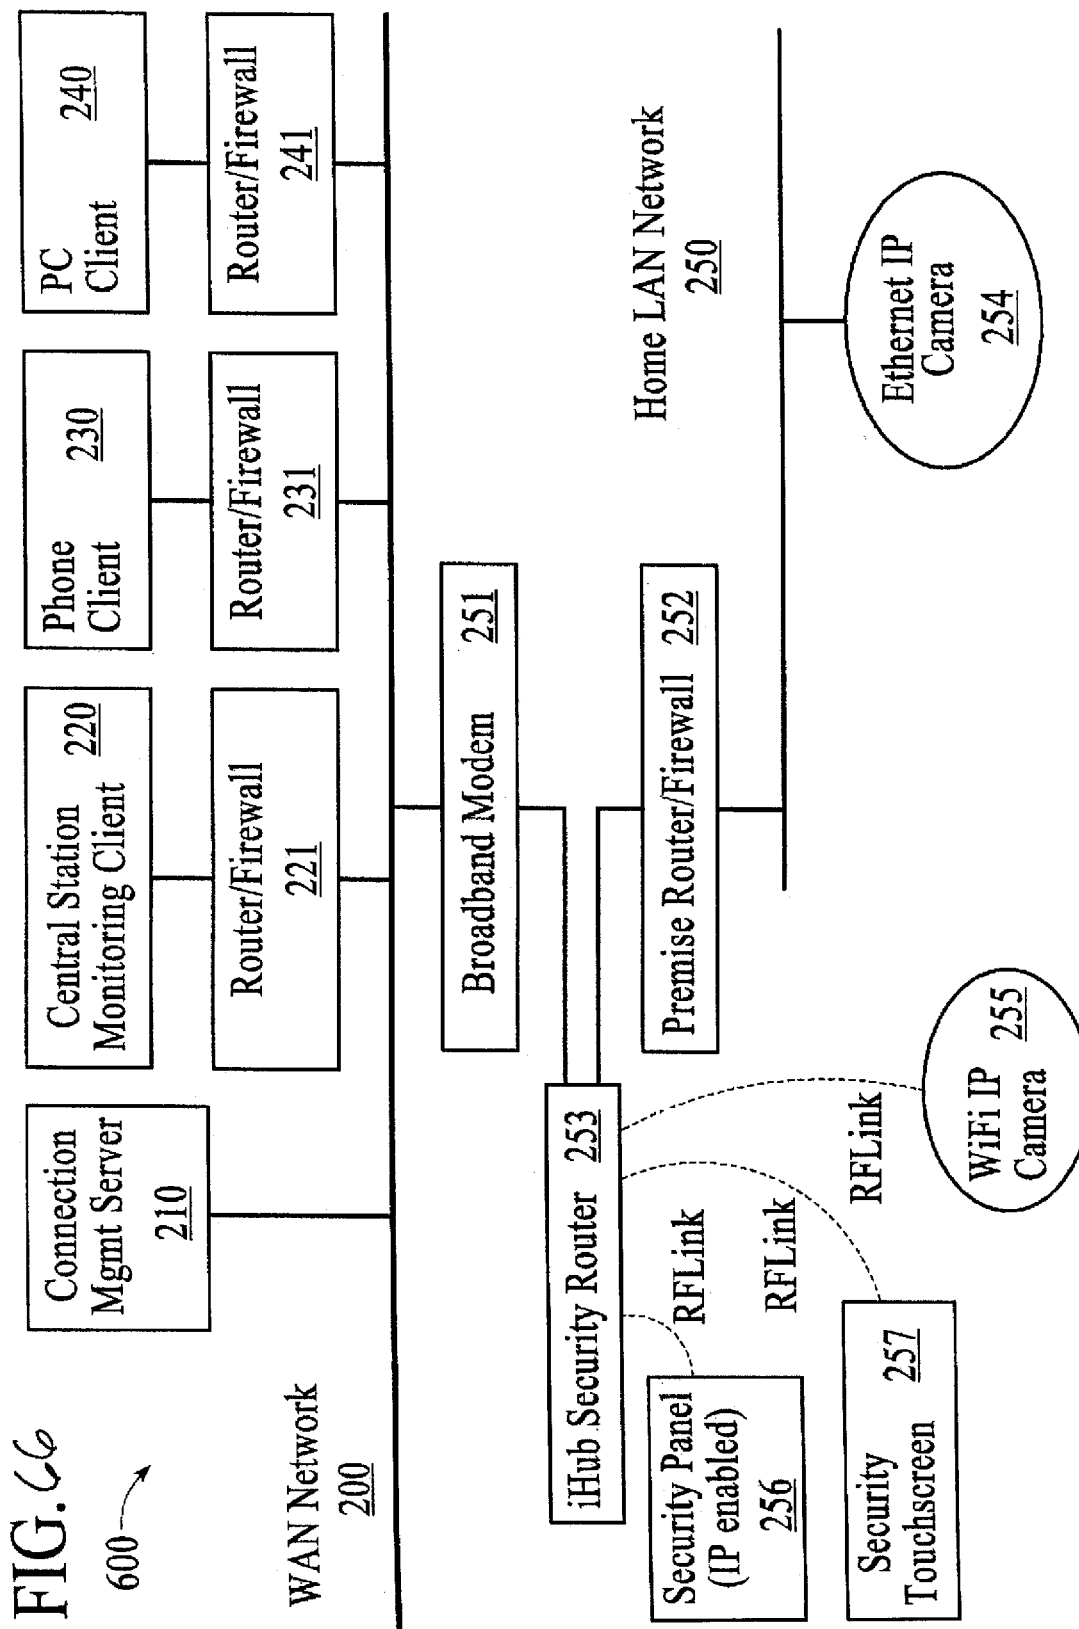 FIG. 66
600
WAN Network
200
Connection
Mgmt Server
210
Central Station
Monitoring Client 220
Router/Firewall
221
Phone
Client 230
Router/Firewall
231
PC
Client 240
Router/Firewall
241
Broadband Modem 251
iHub Security Router 253
Premise Router/Firewall 252
Home LAN Network
250
RFLink
RFLink
RFLink
Security Panel
(IP enabled)
256
Security
Touchscreen 257
WiFi IP
Camera 255
Ethernet IP
Camera
254